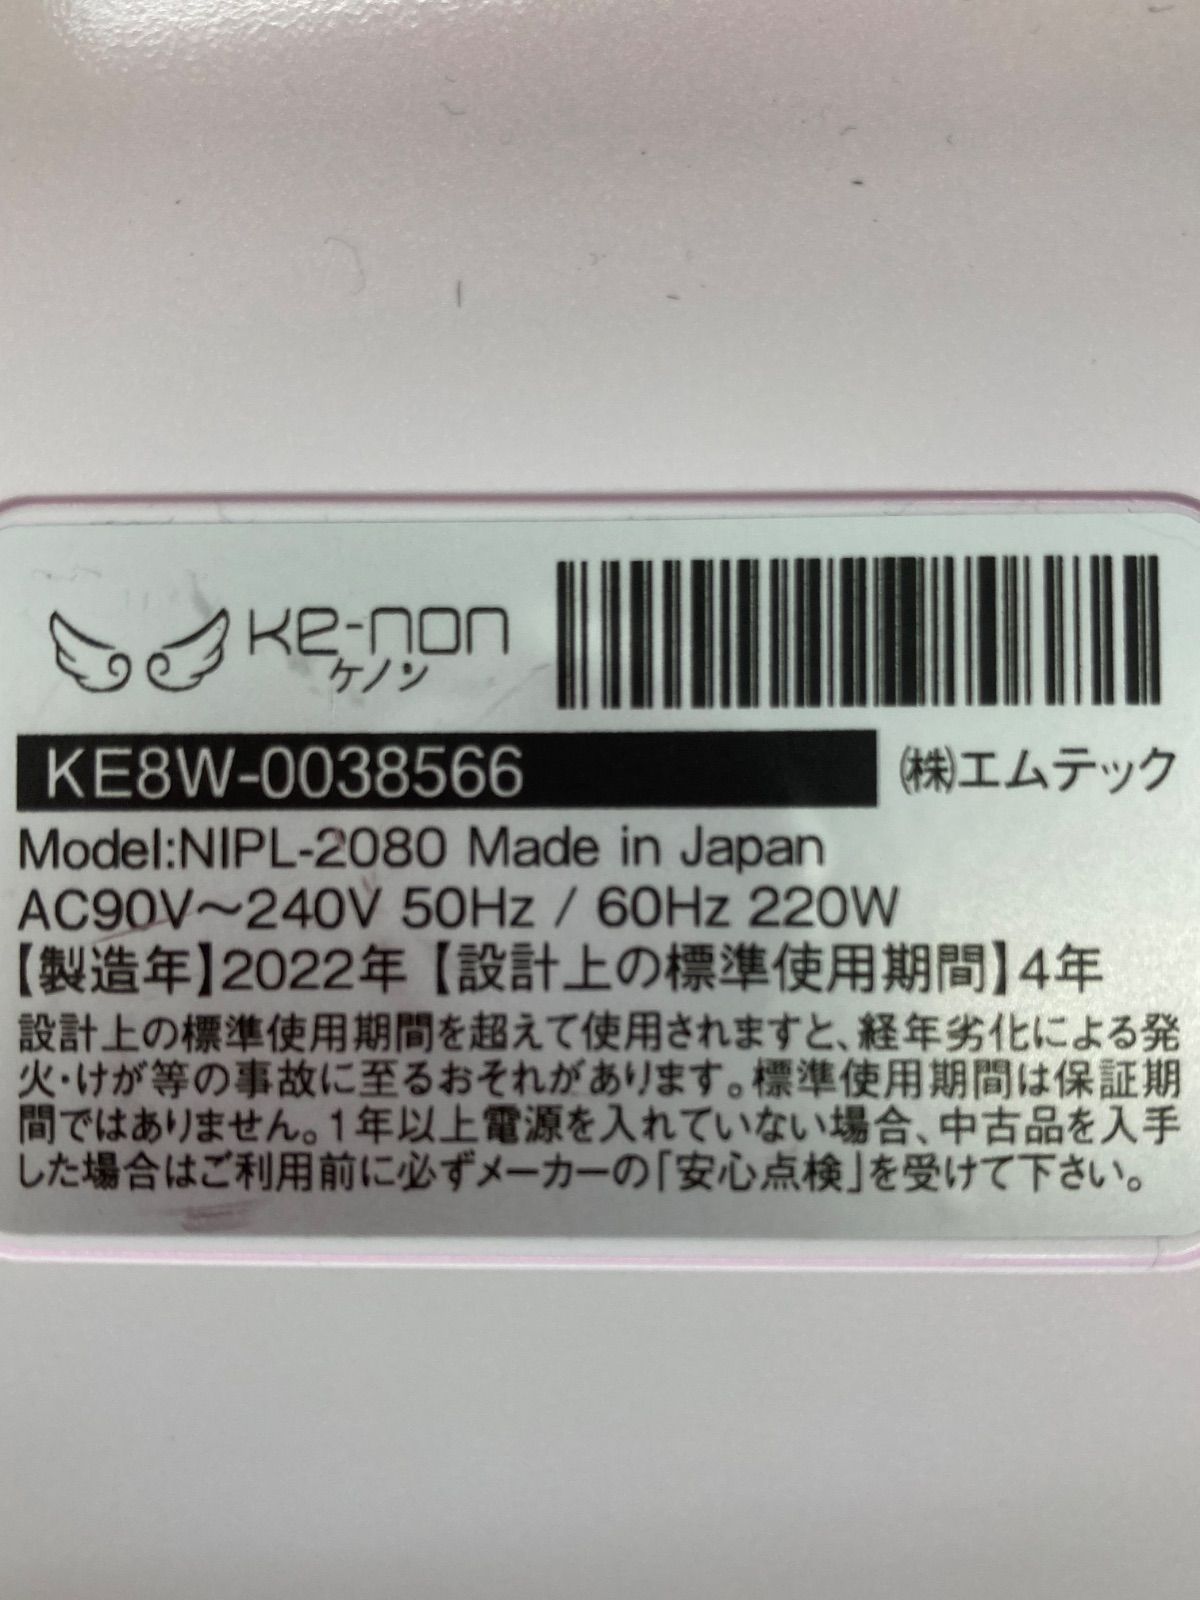 Ke-non
ケノン
KE8W-0038566
㈱エムテック
Model:NIPL-2080 Made in Japan
AC90V～240V 50Hz / 60Hz 220W
【製造年】2022年【設計上の標準使用期間】4年
設計上の標準使用期間を超えて使用されますと、経年劣化による発
火・けが等の事故に至るおそれがあります。標準使用期間は保証期
間ではありません。1年以上電源を入れていない場合、中古品を入手
した場合はご利用前に必ずメーカーの「安心点検」を受けて下さい。